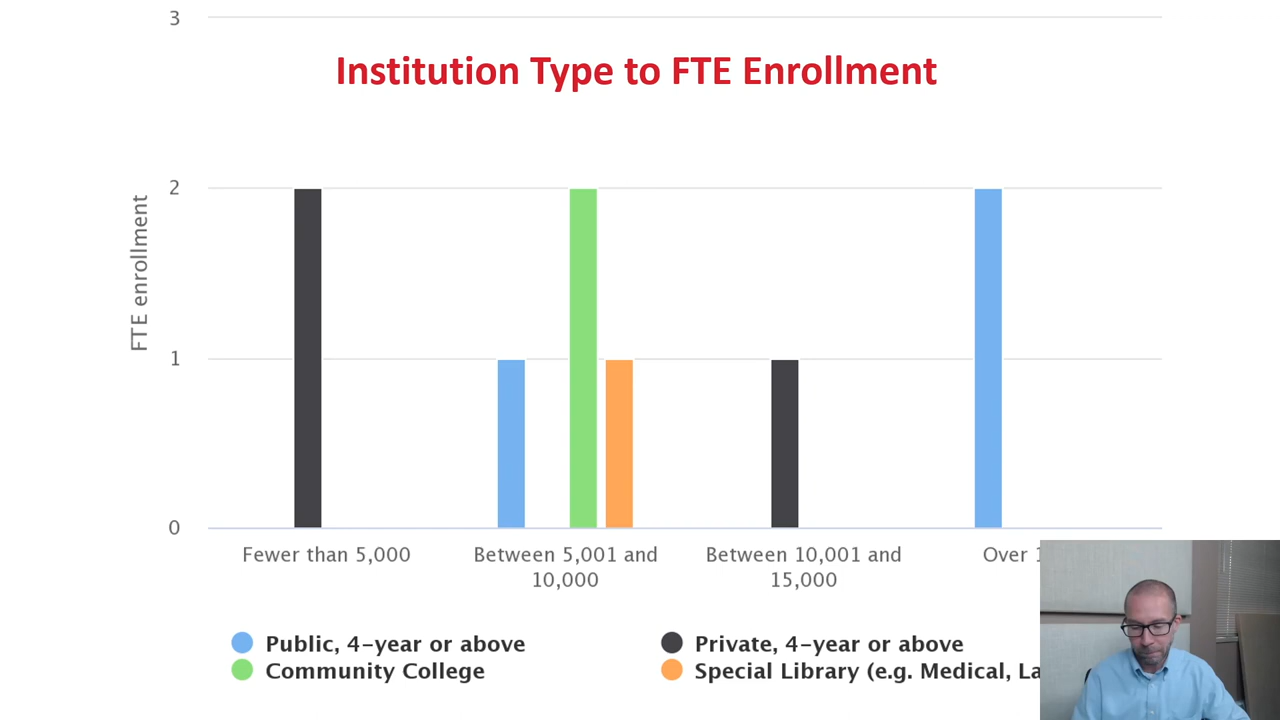 3
Institution Type to FTE Enrollment
2
FTE enrollment
1
0
Fewer than 5,000
Between 5,001 and
10,000
Between 10,001 and
15,000
Over
Public, 4-year or above
Private, 4-year or above
Community College
Special Library (e.g. Medical,